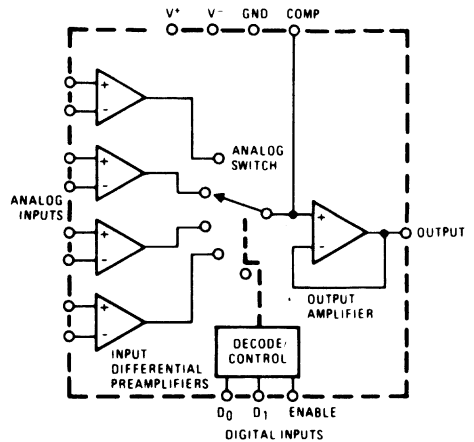 V+ V- GND COMP
+
-
ANALOG
SWITCH
+
-
ANALOG
INPUTS
+
-
OUTPUT
+
-
OUTPUT
AMPLIFIER
+
-
INPUT
DIFFERENTIAL
PREAMPLIFIERS
DECODE/
CONTROL
D0 D1 ENABLE
DIGITAL INPUTS